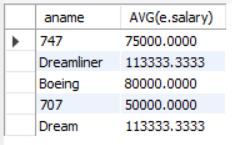 aname AVG(e.salary)
747 75000.0000
Dreamliner 113333.3333
Boeing 80000.0000
707 50000.0000
Dream 113333.3333